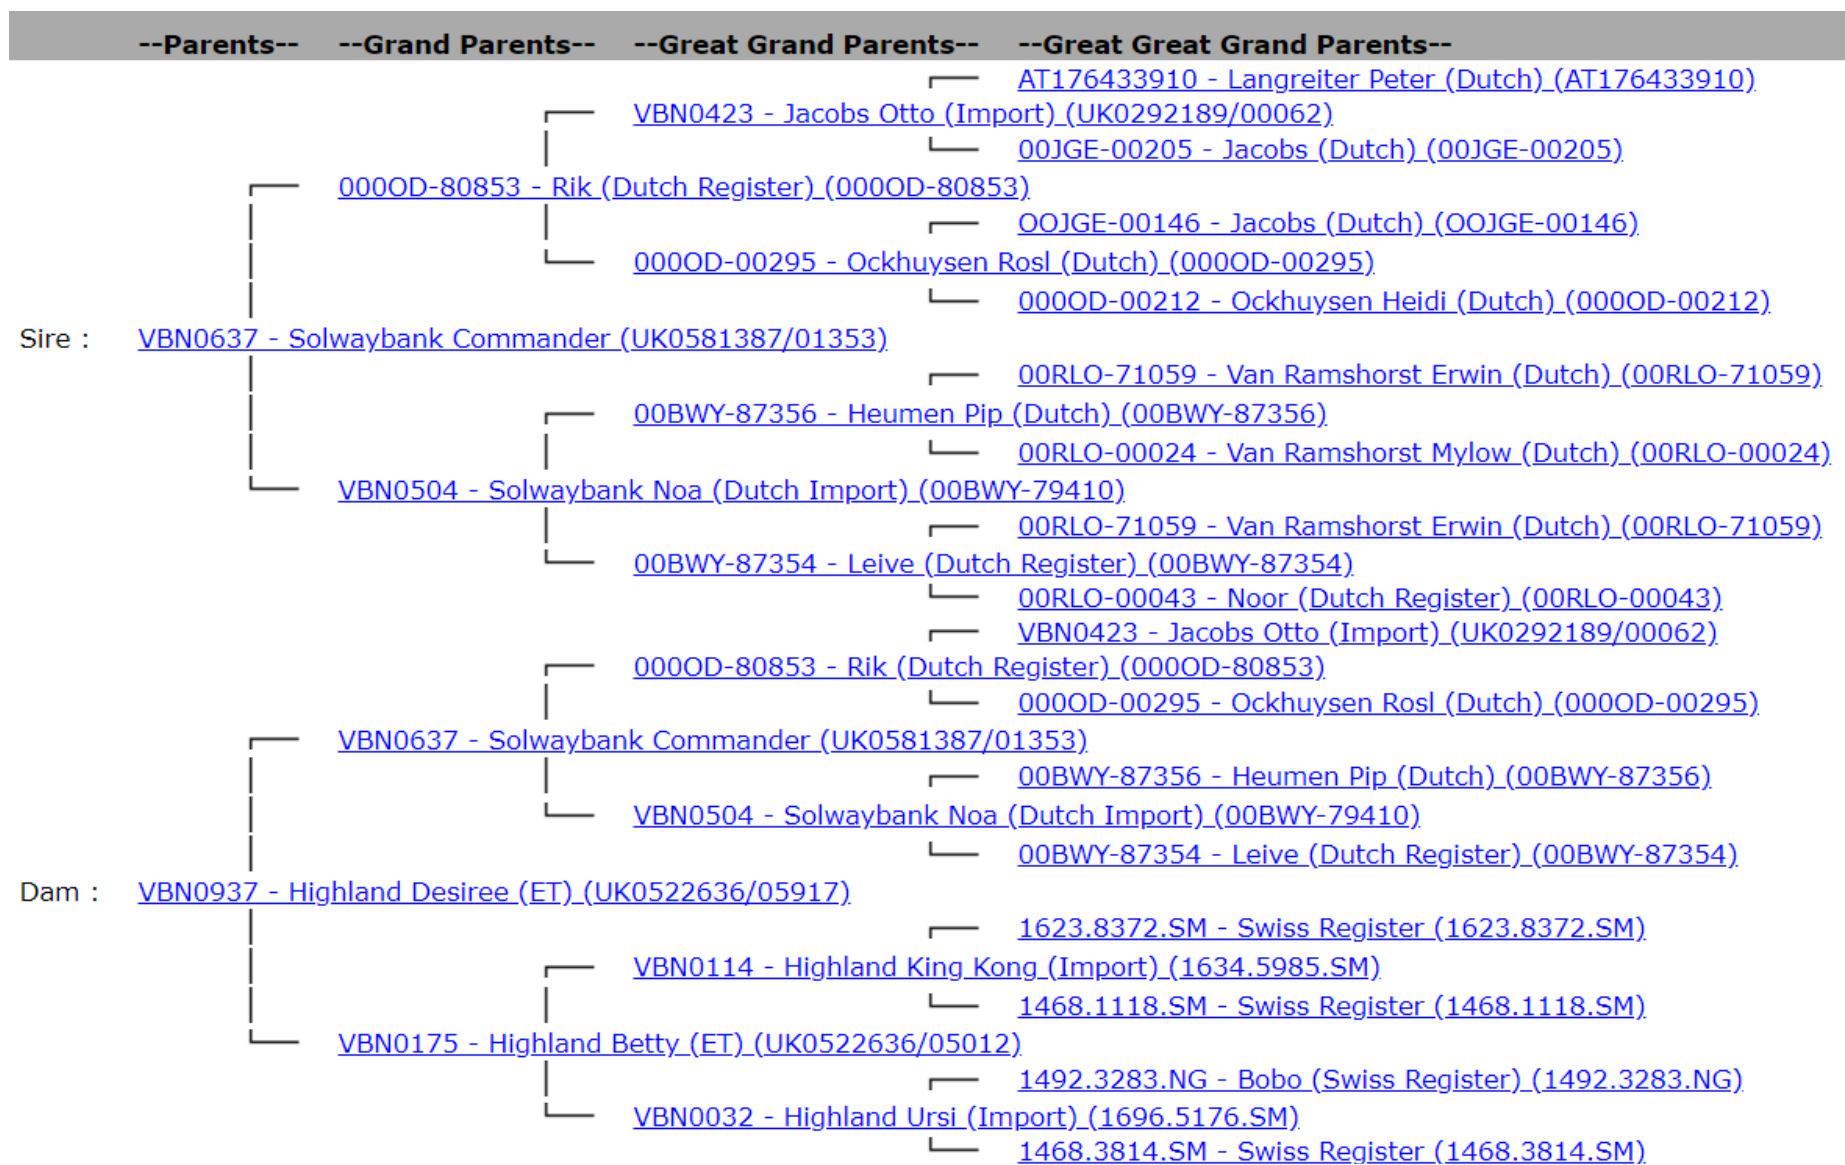 --Parents-- --Grand Parents-- --Great Grand Parents-- --Great Great Grand Parents--
AT176433910 - Langreiter Peter (Dutch) (AT176433910)
VBN0423 - Jacobs Otto (Import) (UK0292189/00062)
00JGE-00205 - Jacobs (Dutch) (00JGE-00205)
000OD-80853 - Rik (Dutch Register) (000OD-80853)
OOJGE-00146 - Jacobs (Dutch) (OOJGE-00146)
000OD-00295 - Ockhuysen Rosl (Dutch) (000OD-00295)
000OD-00212 - Ockhuysen Heidi (Dutch) (000OD-00212)
Sire : VBN0637 - Solwaybank Commander (UK0581387/01353)
00RLO-71059 - Van Ramshorst Erwin (Dutch) (00RLO-71059)
00BWY-87356 - Heumen Pip (Dutch) (00BWY-87356)
00RLO-00024 - Van Ramshorst Mylow (Dutch) (00RLO-00024)
VBN0504 - Solwaybank Noa (Dutch Import) (00BWY-79410)
00RLO-71059 - Van Ramshorst Erwin (Dutch) (00RLO-71059)
00BWY-87354 - Leive (Dutch Register) (00BWY-87354)
00RLO-00043 - Noor (Dutch Register) (00RLO-00043)
VBN0423 - Jacobs Otto (Import) (UK0292189/00062)
000OD-80853 - Rik (Dutch Register) (000OD-80853)
000OD-00295 - Ockhuysen Rosl (Dutch) (000OD-00295)
VBN0637 - Solwaybank Commander (UK0581387/01353)
00BWY-87356 - Heumen Pip (Dutch) (00BWY-87356)
VBN0504 - Solwaybank Noa (Dutch Import) (00BWY-79410)
00BWY-87354 - Leive (Dutch Register) (00BWY-87354)
Dam : VBN0937 - Highland Desiree (ET) (UK0522636/05917)
1623.8372.SM - Swiss Register (1623.8372.SM)
VBN0114 - Highland King Kong (Import) (1634.5985.SM)
1468.1118.SM - Swiss Register (1468.1118.SM)
VBN0175 - Highland Betty (ET) (UK0522636/05012)
1492.3283.NG - Bobo (Swiss Register) (1492.3283.NG)
VBN0032 - Highland Ursi (Import) (1696.5176.SM)
1468.3814.SM - Swiss Register (1468.3814.SM)